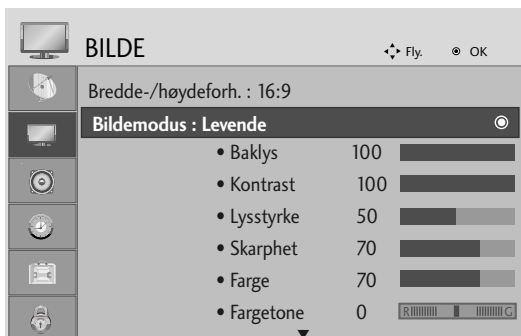 BILDE
Fly. OK
Bredde-/høydeforh. : 16:9
Bildemodus : Levende
• Baklys 100
• Kontrast 100
• Lysstyrke 50
• Skarphet 70
• Farge 70
• Fargetone 0 R G